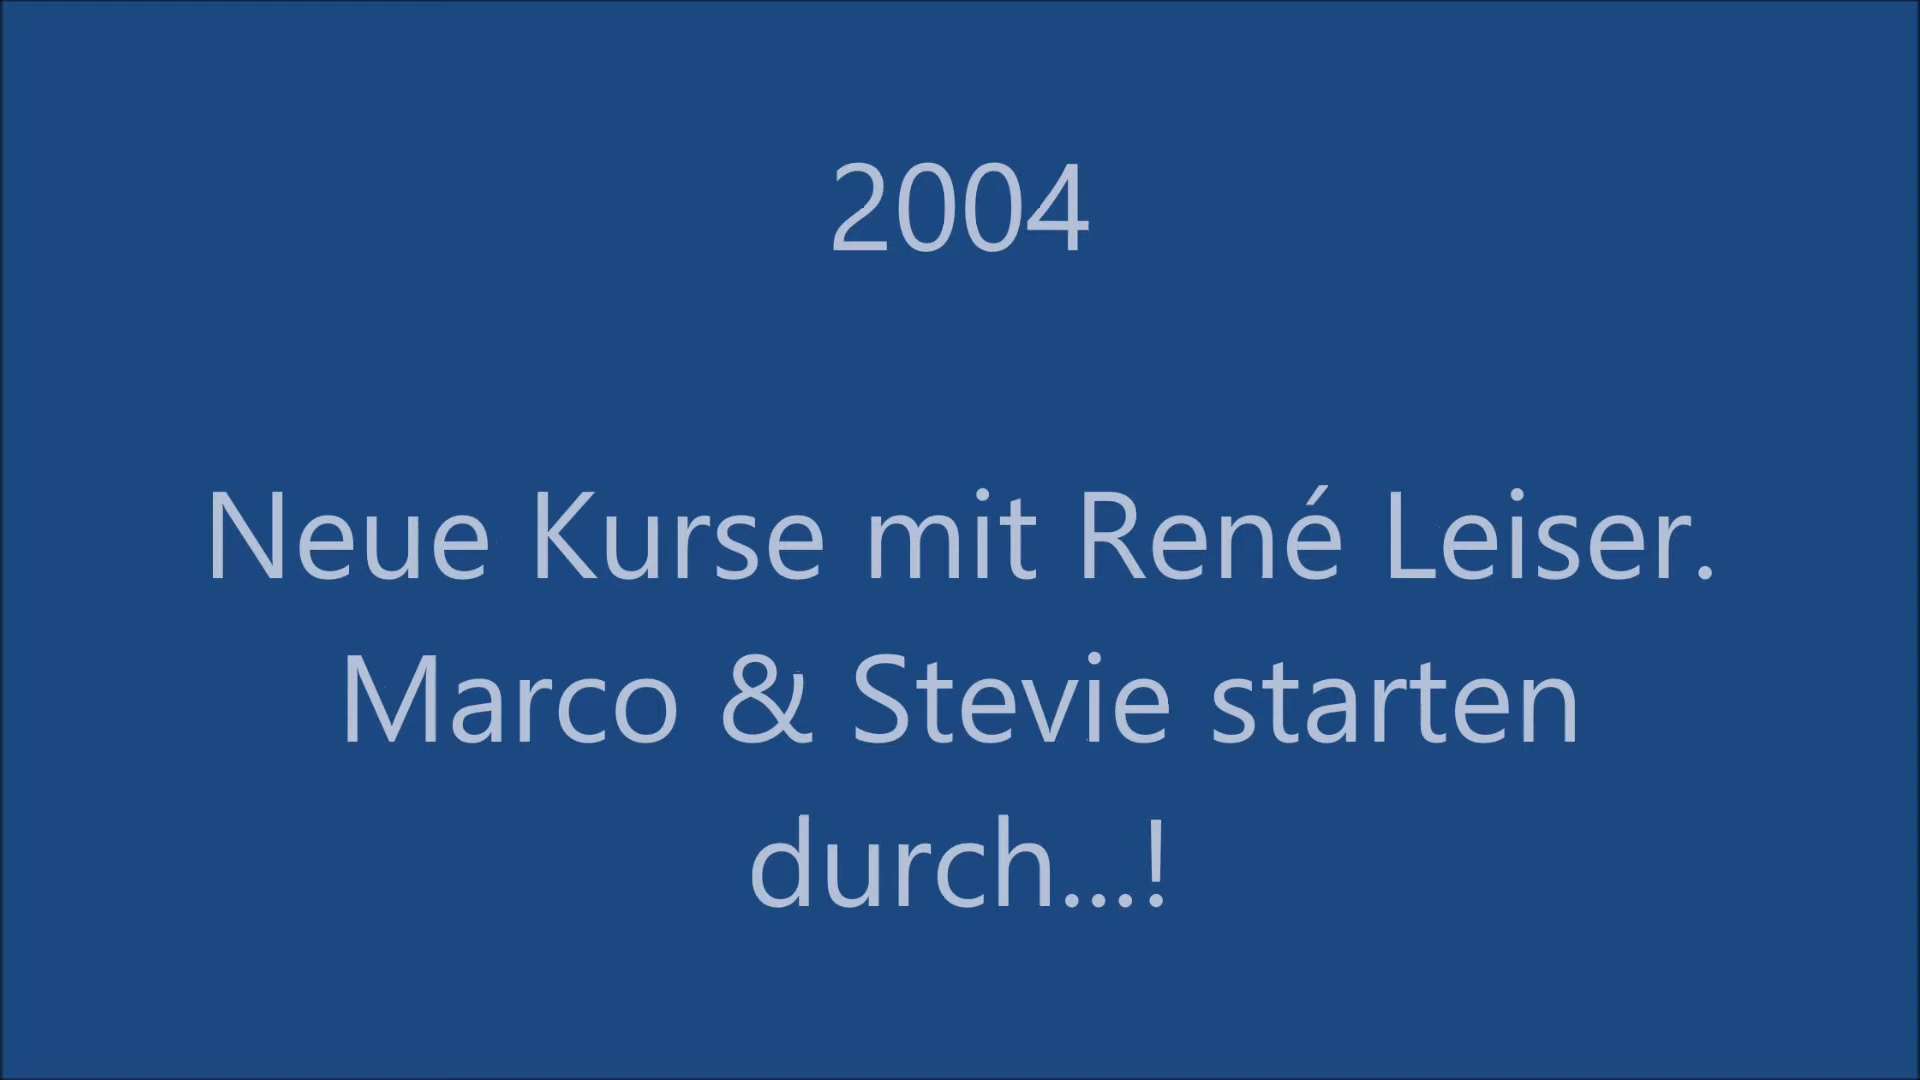 2004
Neue Kurse mit René Leiser.
Marco & Stevie starten
durch...!